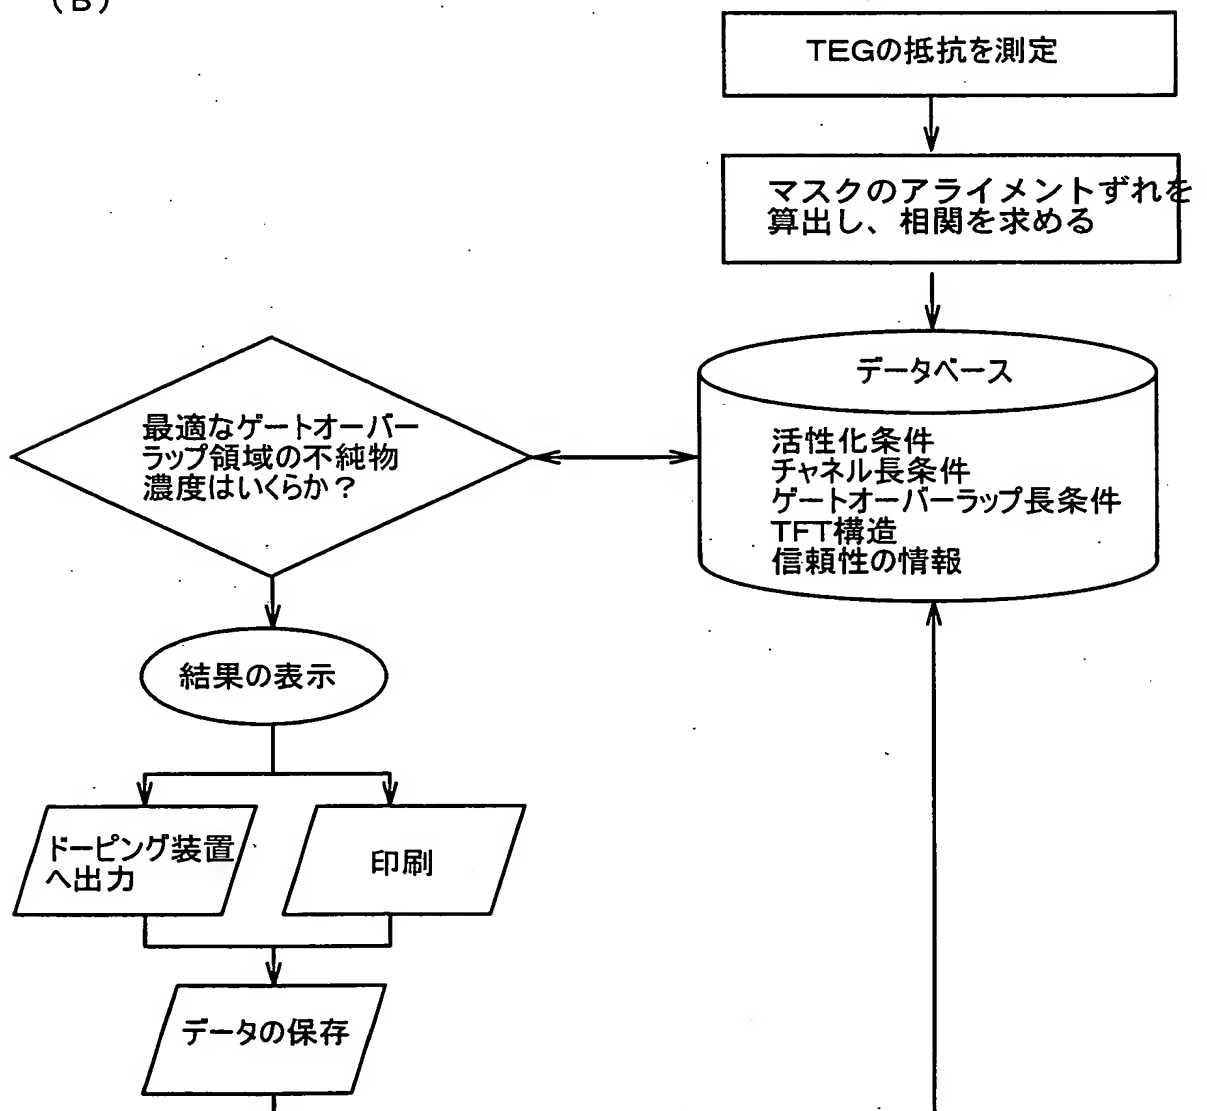 (B)
TEGの抵抗を測定
マスクのアライメントずれを
算出し、相関を求める
データベース
活性化条件
チャネル長条件
ゲートオーバーラップ長条件
TFT構造
信頼性の情報
最適なゲートオーバー
ラップ領域の不純物
濃度はいくらか？
結果の表示
ドーピング装置
へ出力
印刷
データの保存